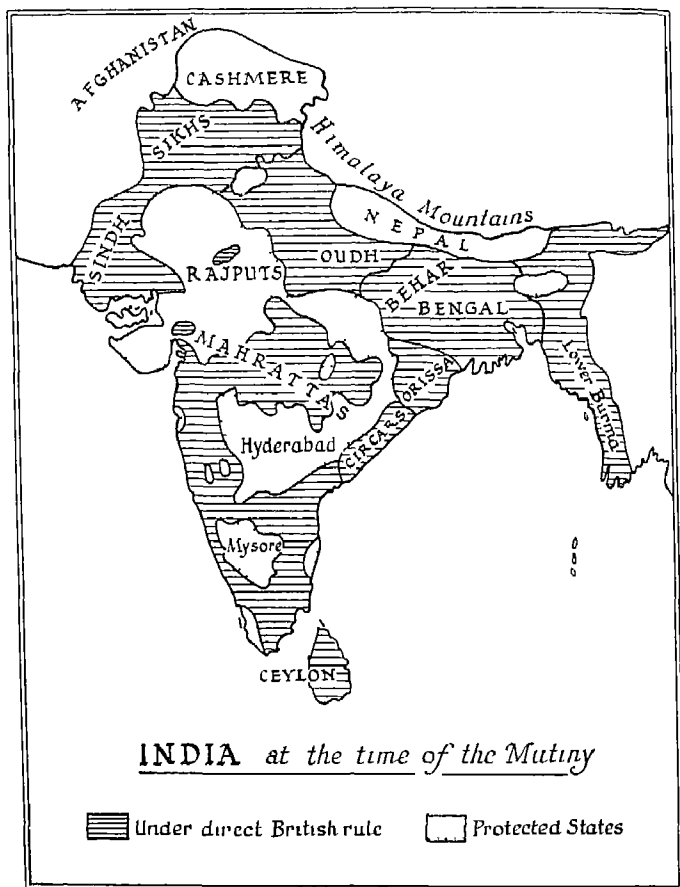 AFGHANISTAN
CASHMERE
SIKHS
Himalaya Mountains
NEPAL
SINDH
OUDH
RAJPUTS
BEHAR
BENGAL
MAHRATTAS
ORISSA
Lower Burma
Hyderabad
CIRCARS
Mysore
CEYLON
INDIA at the time of the Mutiny
Under direct British rule
Protected States